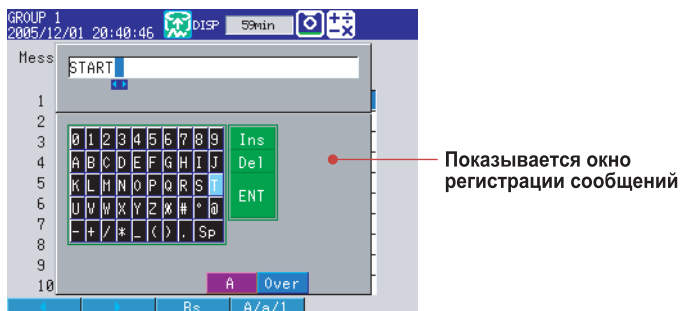 GROUP 1
2005/12/01 20:40:46 DISP 59min
Mess
START
1
2
3
4
5
6
7
8
9
10
0 1 2 3 4 5 6 7 8 9
A B C D E F G H I J
K L M N O P Q R S T
U V W X Y Z % # ° @
- + / * _ ( ) . Sp
Ins
Del
ENT
A Over
Bs A/a/1
Показывается окно
регистрации сообщений